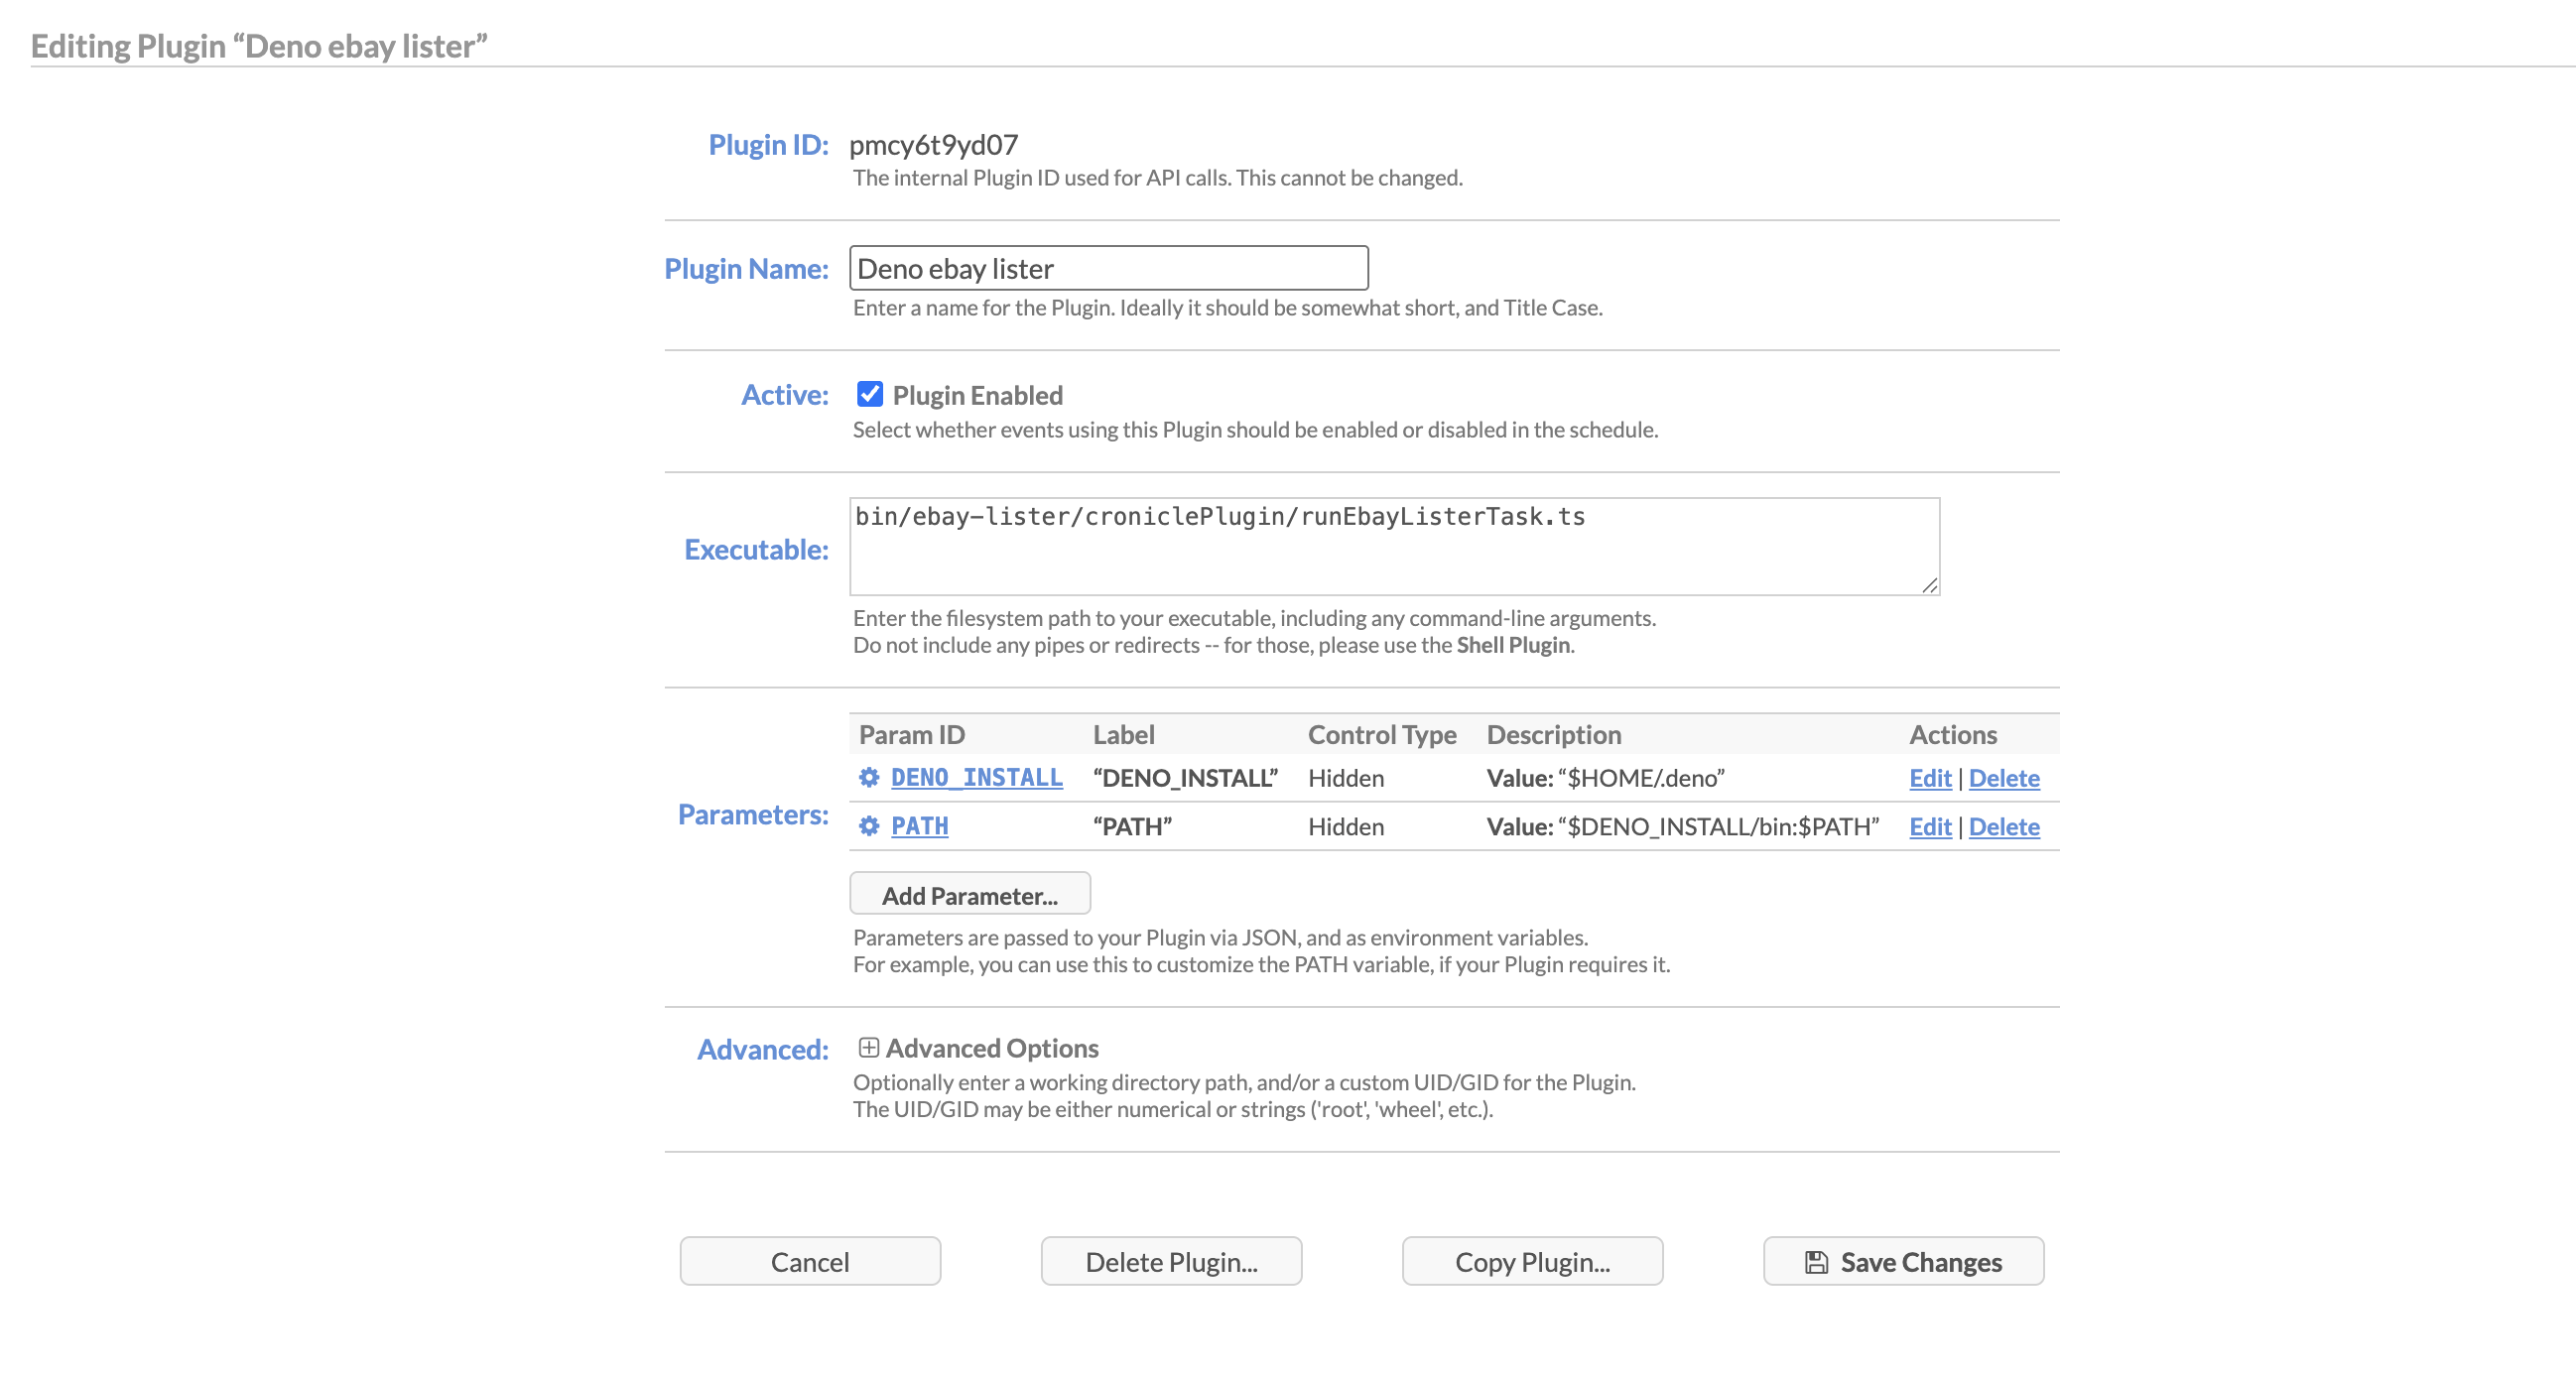 Editing Plugin “Deno ebay lister”
Plugin ID: pmcy6t9yd07
The internal Plugin ID used for API calls. This cannot be changed.
Plugin Name: Deno ebay lister
Enter a name for the Plugin. Ideally it should be somewhat short, and Title Case.
Active: Plugin Enabled
Select whether events using this Plugin should be enabled or disabled in the schedule.
Executable: bin/ebay-lister/croniclePlugin/runEbayListerTask.ts
Enter the filesystem path to your executable, including any command-line arguments.
Do not include any pipes or redirects -- for those, please use the Shell Plugin.
Parameters:
Param ID Label Control Type Description Actions
DENO_INSTALL “DENO_INSTALL” Hidden Value: “$HOME/.deno” Edit | Delete
PATH “PATH” Hidden Value: “$DENO_INSTALL/bin:$PATH” Edit | Delete
Add Parameter...
Parameters are passed to your Plugin via JSON, and as environment variables.
For example, you can use this to customize the PATH variable, if your Plugin requires it.
Advanced: Advanced Options
Optionally enter a working directory path, and/or a custom UID/GID for the Plugin.
The UID/GID may be either numerical or strings ('root', 'wheel', etc.).
Cancel Delete Plugin... Copy Plugin... Save Changes